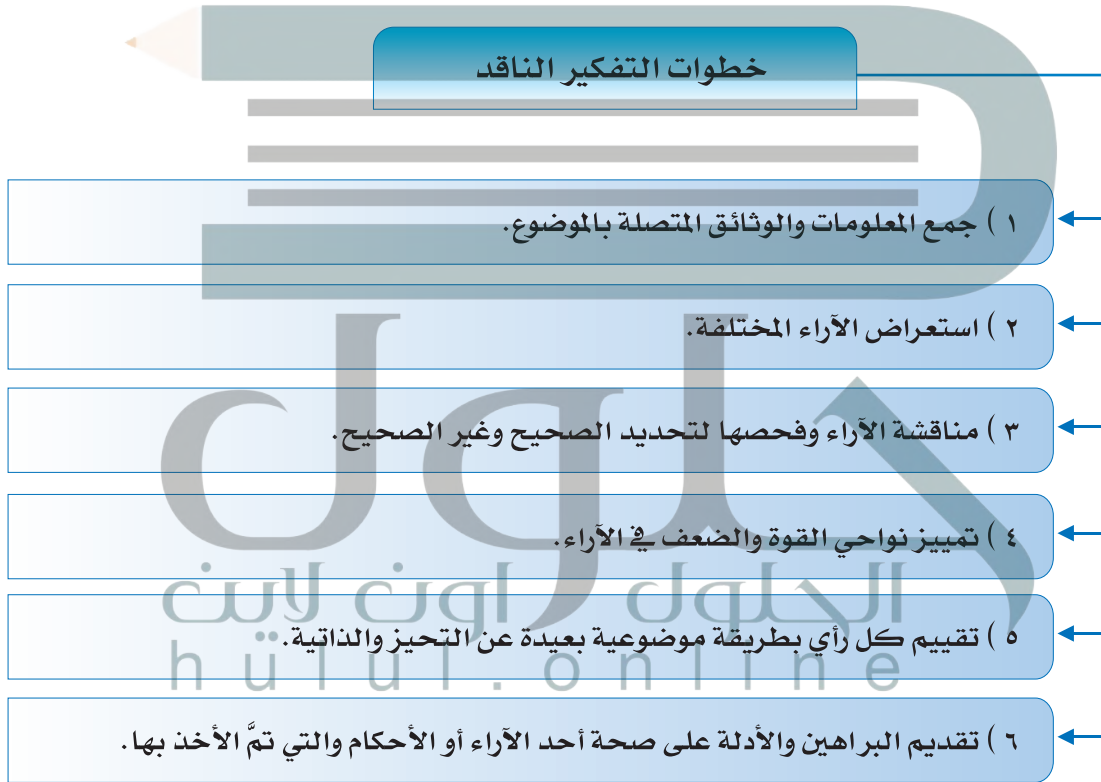 خطوات التفكير الناقد
١ ) جمع المعلومات والوثائق المتصلة بالموضوع.
٢ ) استعراض الآراء المختلفة.
٣ ) مناقشة الآراء وفحصها لتحديد الصحيح وغير الصحيح.
٤ ) تمييز نواحي القوة والضعف في الآراء.
٥ ) تقييم كل رأي بطريقة موضوعية بعيدة عن التحيز والذاتية.
٦ ) تقديم البراهين والأدلة على صحة أحد الآراء أو الأحكام والتي تمَّ الأخذ بها.
حلول
الحلول اون لاين
hulul.online